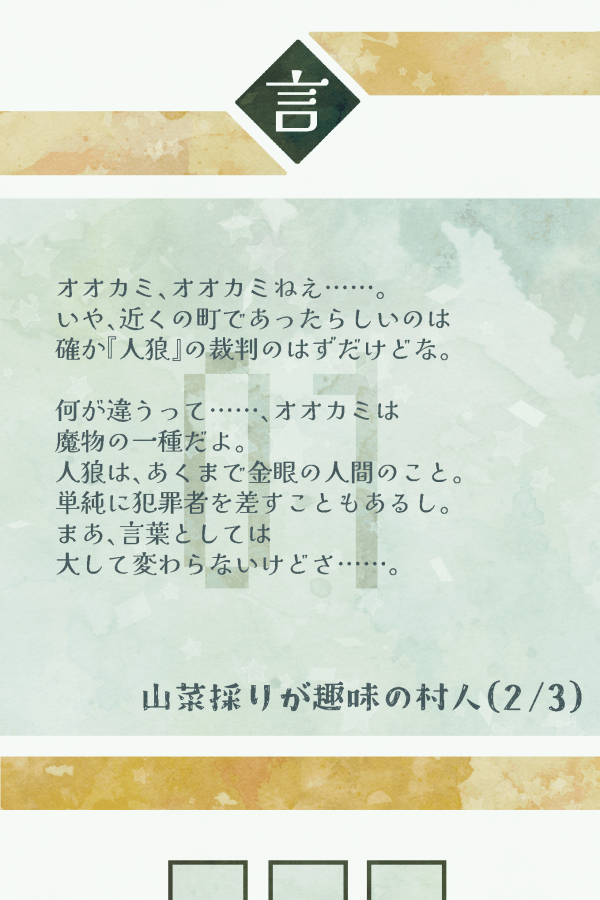 言
オオカミ、オオカミねえ……。
いや、近くの町であったらしいのは
確か『人狼』の裁判のはずだけどな。
何が違うって……、オオカミは
魔物の一種だよ。
人狼は、あくまで金眼の人間のこと。
単純に犯罪者を差すこともあるし。
まあ、言葉としては
大して変わらないけどさ……。
01
山菜採りが趣味の村人(2/3)